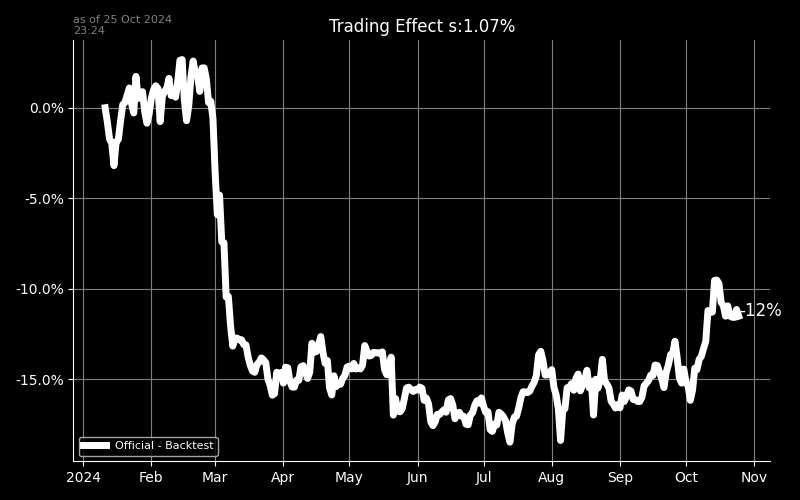 as of 25 Oct 2024
23:24
Trading Effect s:1.07%
0.0%
-5.0%
-10.0%
-15.0%
-12%
Official - Backtest
2024 Feb Mar Apr May Jun Jul Aug Sep Oct Nov